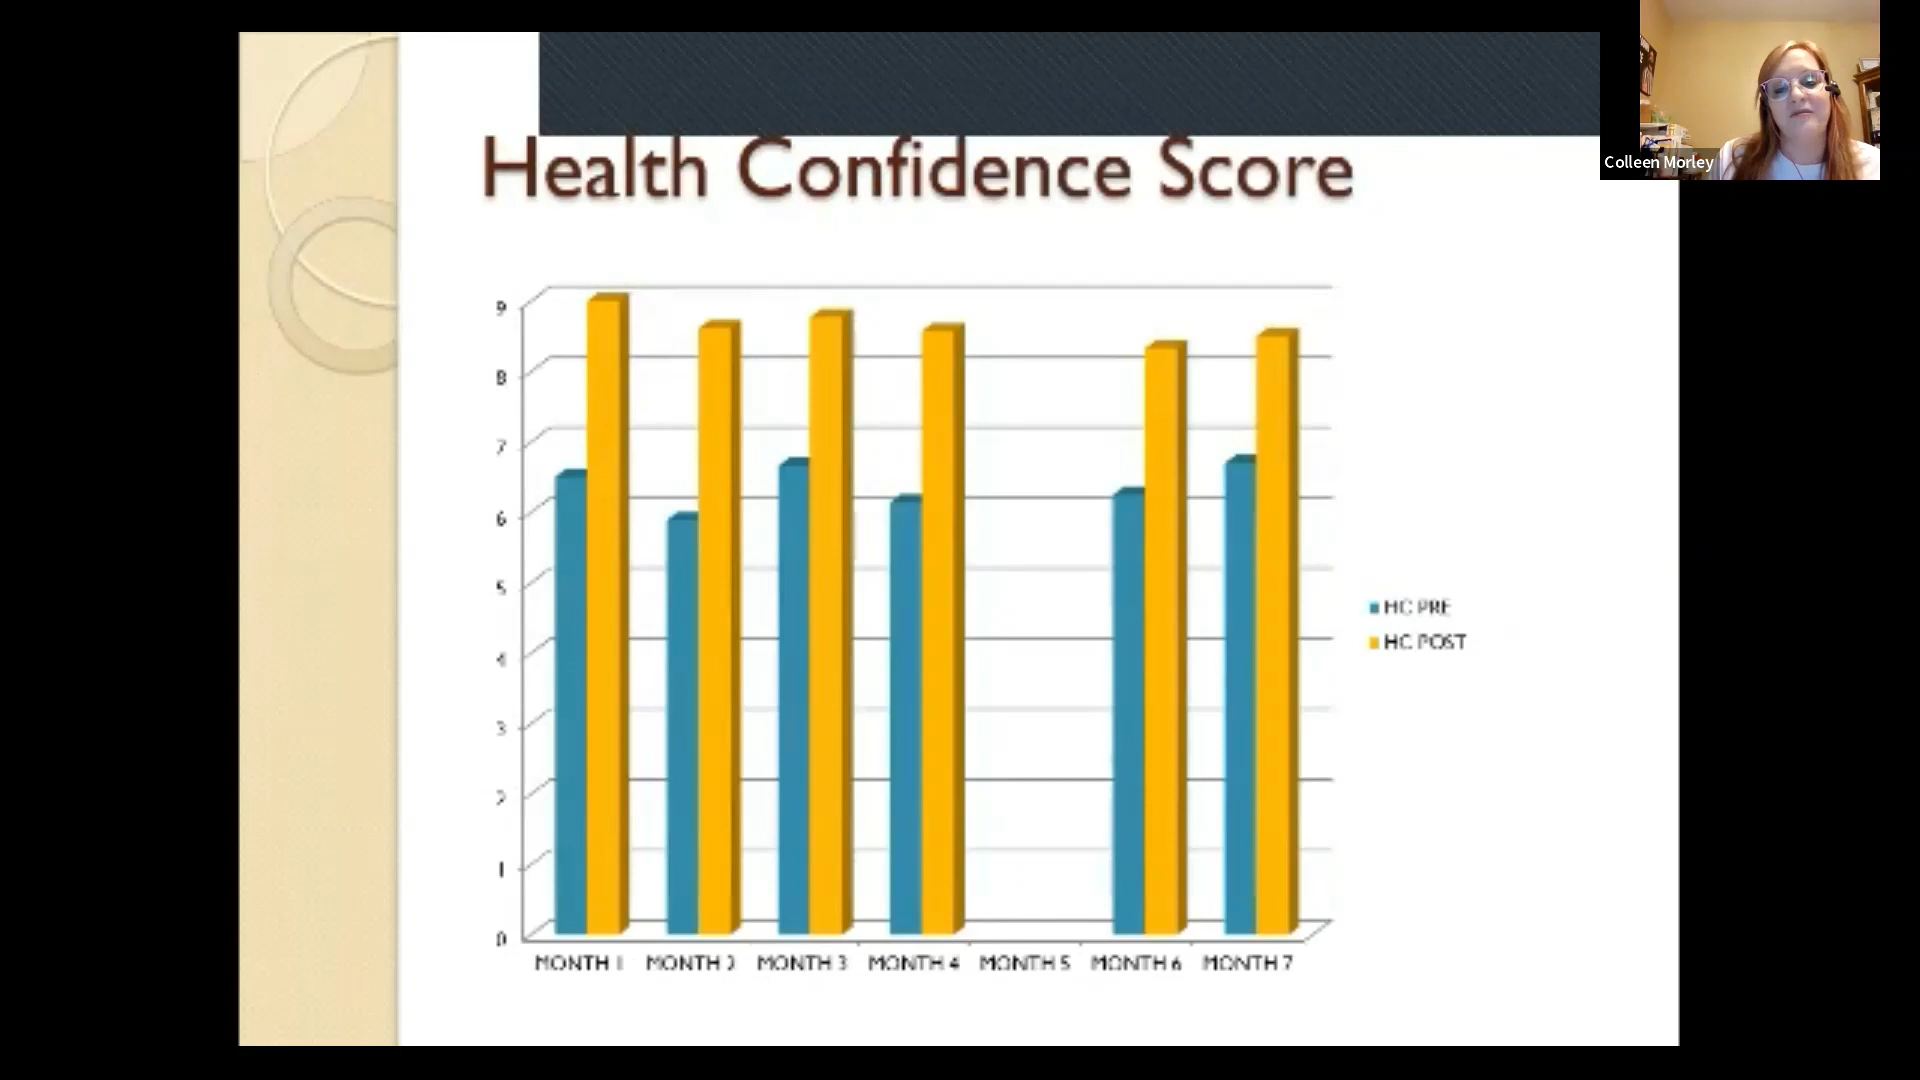 Colleen Morley
Health Confidence Score
9
8
7
6
5
4
3
2
1
0
MONTH 1 MONTH 2 MONTH 3 MONTH 4 MONTH 5 MONTH 6 MONTH 7
HC PRE
HC POST